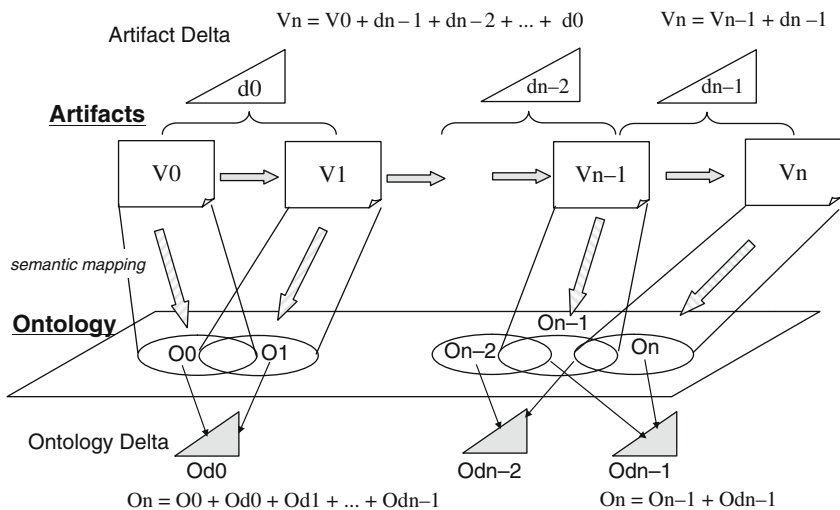 Artifact Delta
Vn = V0 + dn−1 + dn−2 + ... + d0
Vn = Vn−1 + dn−1
d0
dn−2
dn−1
Artifacts
V0
V1
Vn−1
Vn
semantic mapping
Ontology
On−1
O0
O1
On−2
On
Ontology Delta
Od0
Odn−2
Odn−1
On = O0 + Od0 + Od1 + ... + Odn−1
On = On−1 + Odn−1